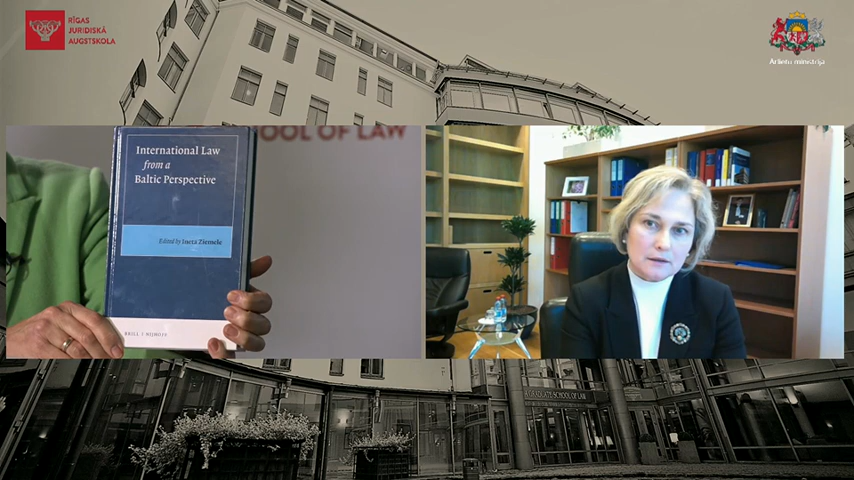 RĪGAS
JURIDISKĀ
AUGSTSKOLA
Ārlietu ministrija
SCHOOL OF LAW
International Law
from a
Baltic Perspective
Edited by Ineta Ziemele
BRILL | NIJHOFF
GRADUATE SCHOOL OF LAW